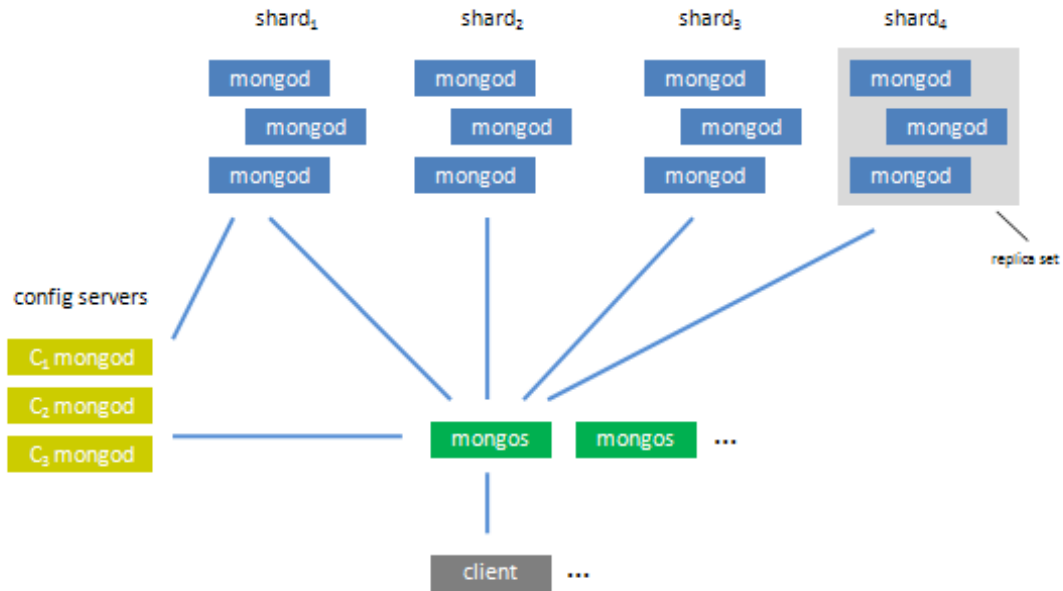 shard₁ shard₂ shard₃ shard₄
mongod mongod mongod mongod
mongod mongod mongod mongod
mongod mongod mongod mongod
replica set
config servers
C₁ mongod
C₂ mongod
C₃ mongod
mongos mongos ...
client ...